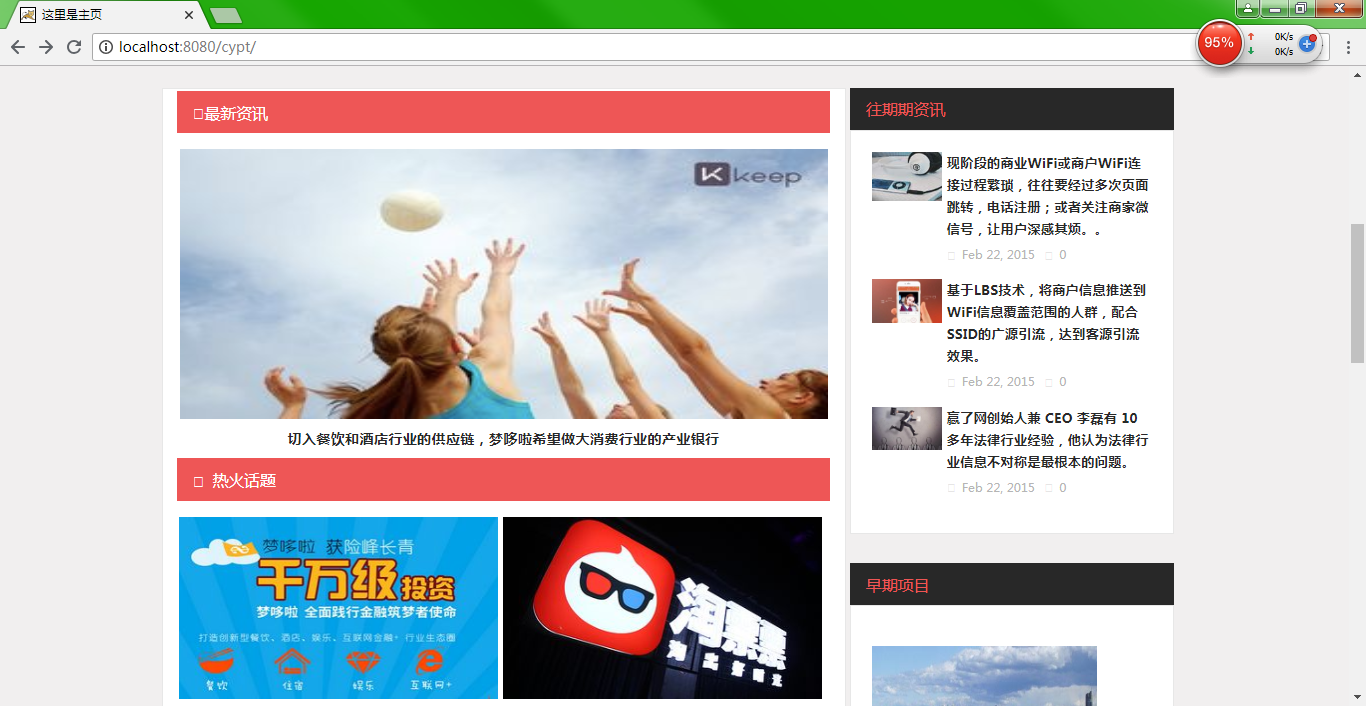 这里是主页
localhost:8080/cypt/
95%
0K/s
0K/s
最新资讯
keep
切入餐饮和酒店行业的供应链，梦哆啦希望做大消费行业的产业银行
热火话题
梦哆啦 获险峰长青
千万级投资
梦哆啦 全面践行金融筑梦者使命
打造创新型餐饮、酒店、娱乐、互联网金融+ 行业生态圈
餐饮 住宿 娱乐 互联网+
淘票票
往期期资讯
现阶段的商业WiFi或商户WiFi连
接过程繁琐，往往要经过多次页面
跳转，电话注册；或者关注商家微
信号，让用户深感其烦。。
Feb 22, 2015 0
基于LBS技术，将商户信息推送到
WiFi信息覆盖范围的人群，配合
SSID的广源引流，达到客源引流
效果。
Feb 22, 2015 0
赢了网创始人兼 CEO 李磊有 10
多年法律行业经验，他认为法律行
业信息不对称是最根本的问题。
Feb 22, 2015 0
早期项目